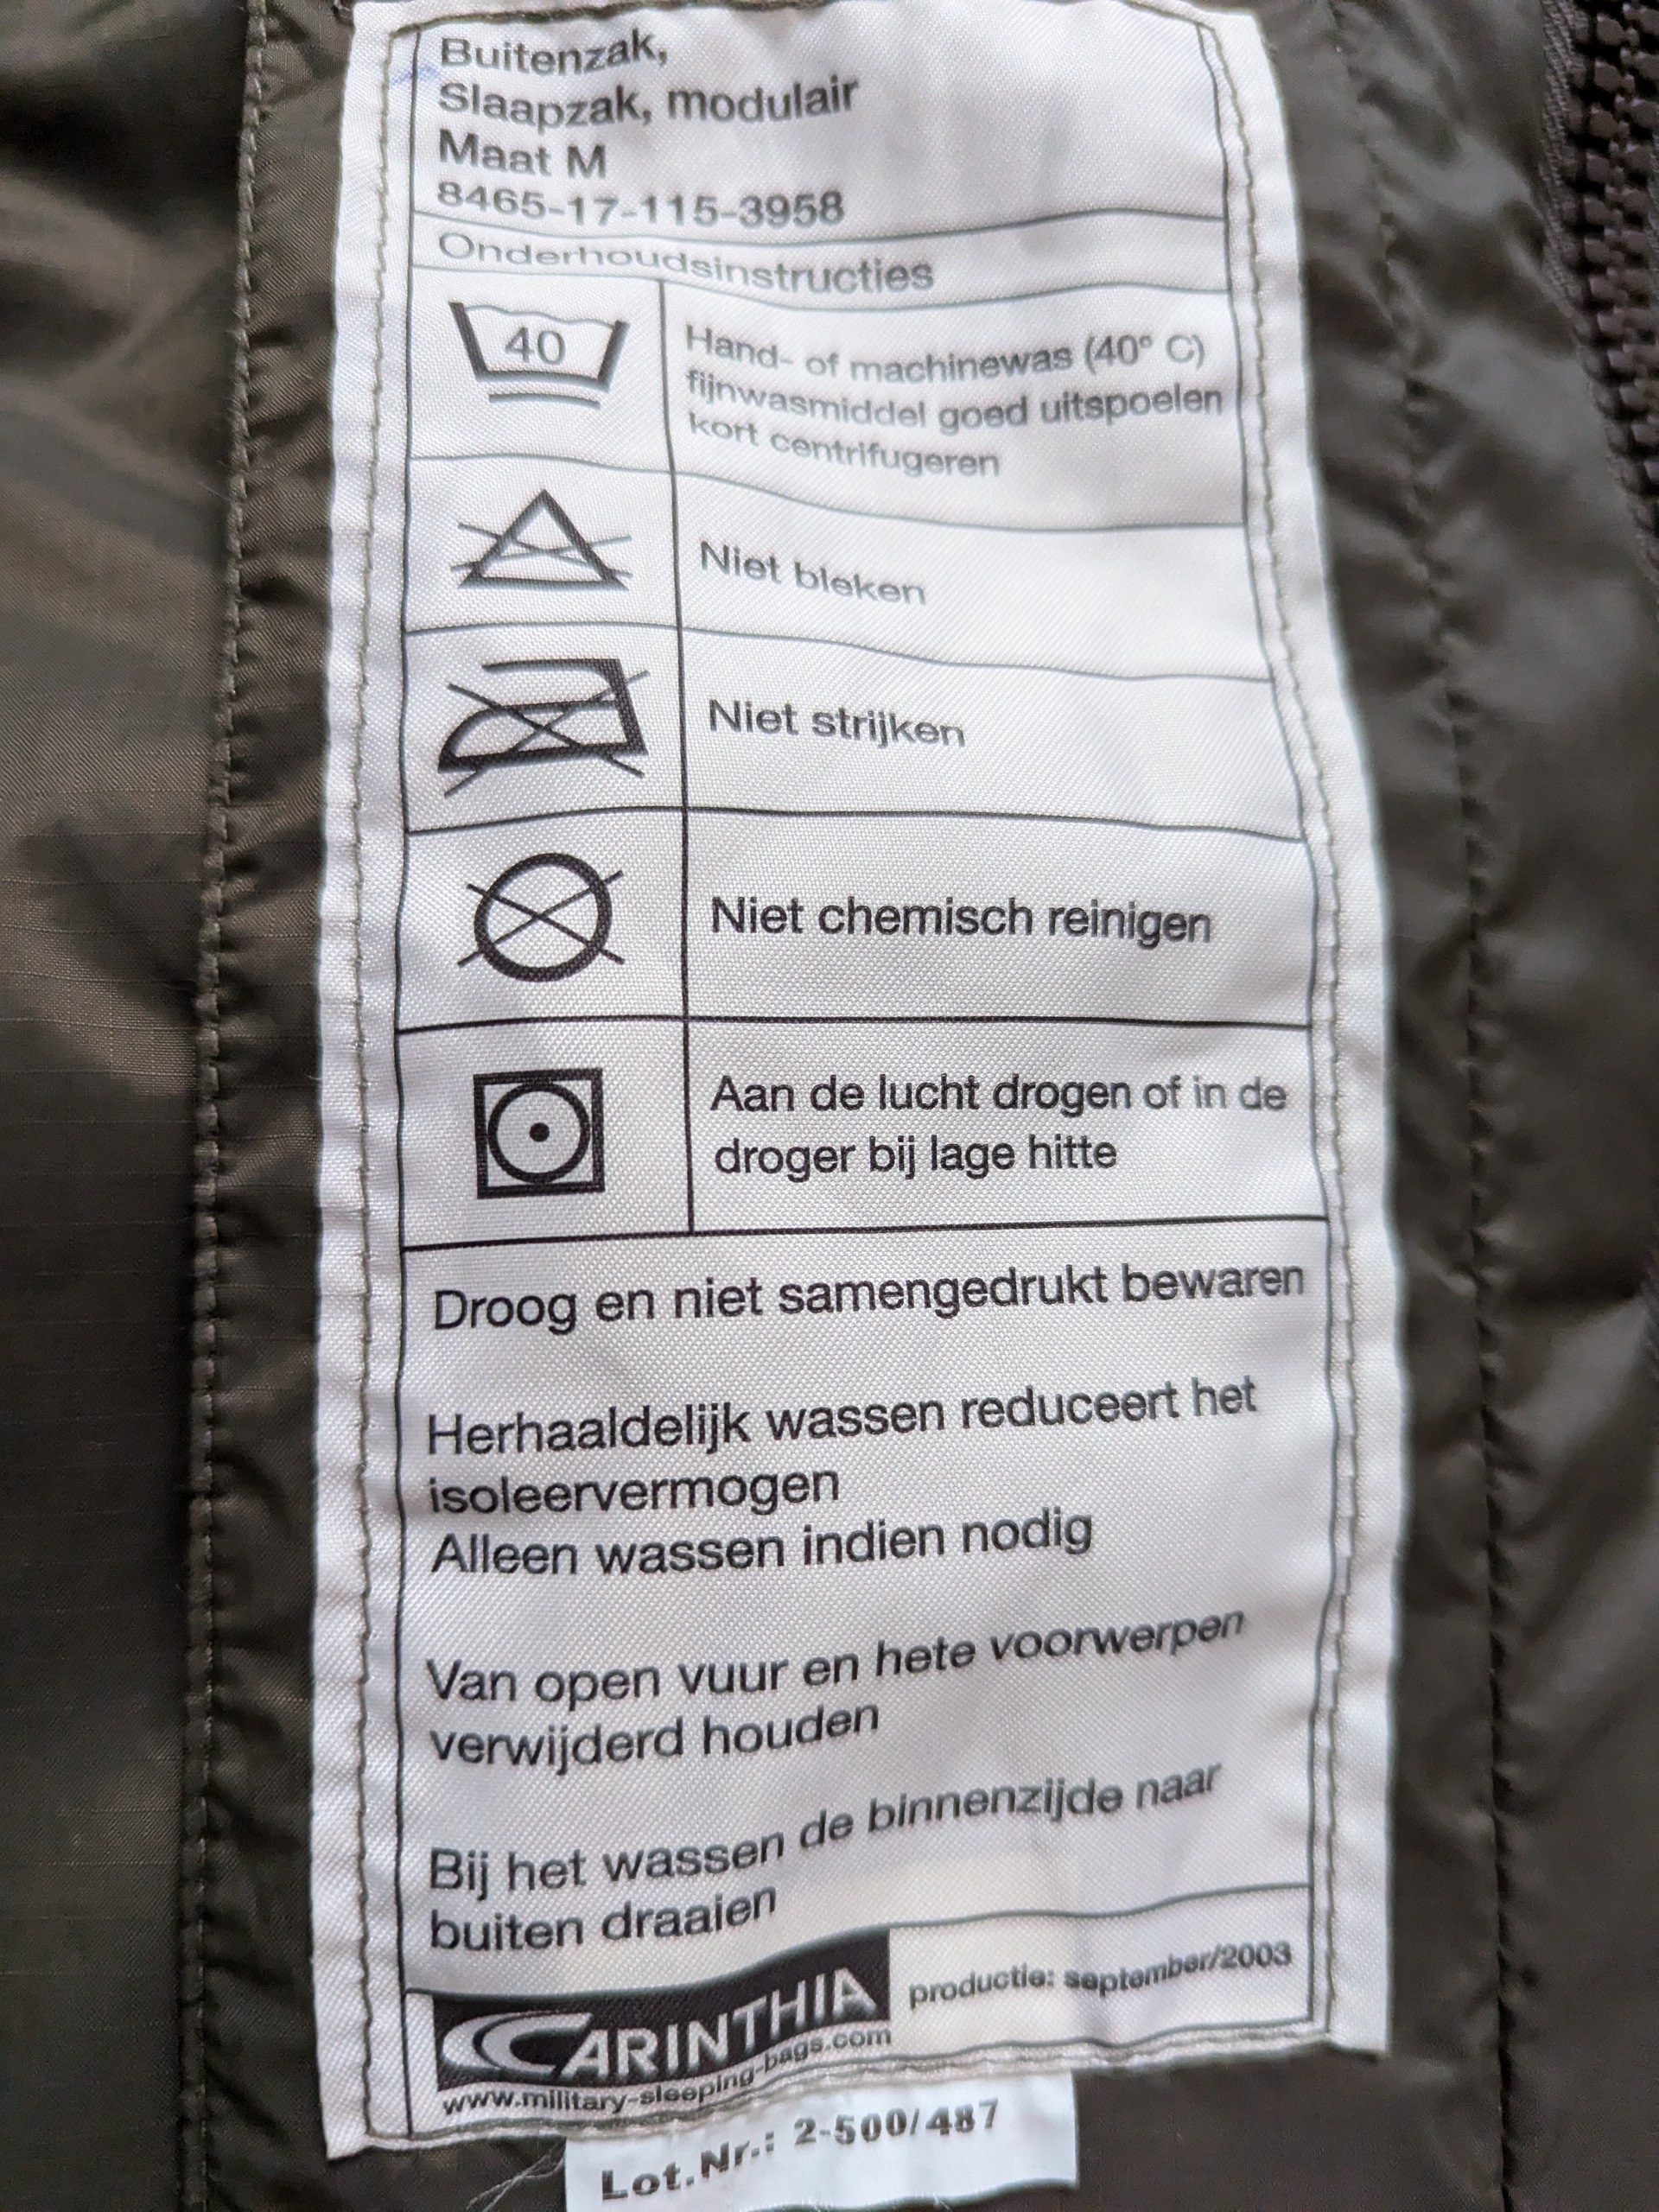 Buitenzak,
Slaapzak, modulair
Maat M
8465-17-115-3958
Onderhoudsinstructies
40
Hand- of machinewas (40° C)
fijnwasmiddel goed uitspoelen
kort centrifugeren
Niet bleken
Niet strijken
Niet chemisch reinigen
Aan de lucht drogen of in de
droger bij lage hitte
Droog en niet samengedrukt bewaren
Herhaaldelijk wassen reduceert het
isoleervermogen
Alleen wassen indien nodig
Van open vuur en hete voorwerpen
verwijderd houden
Bij het wassen de binnenzijde naar
buiten draaien
CARINTHIA
productie: september/2003
www.military-sleeping-bags.com
Lot.Nr.: 2-500/487